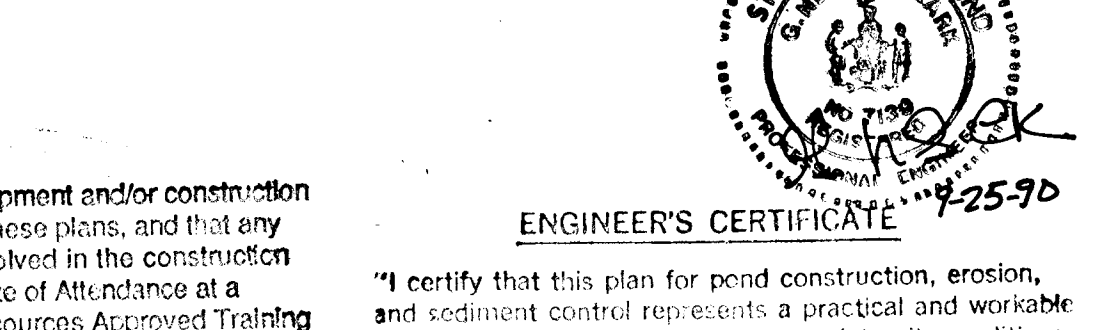 NO 7139
REGISTERED
PROFESSIONAL ENGINEER
9-25-90
pment and/or construction
hese plans, and that any
olved in the construction
te of Attendance at a
ources Approved Training
ENGINEER'S CERTIFICATE
"I certify that this plan for pond construction, erosion,
and sediment control represents a practical and workable